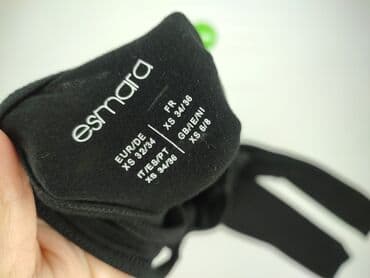 esmara
EUR/DE
XS 32/34
FR
XS 34/36
IT/ES/PT
XS 34/36
GB/IE/NI
XS 6/8